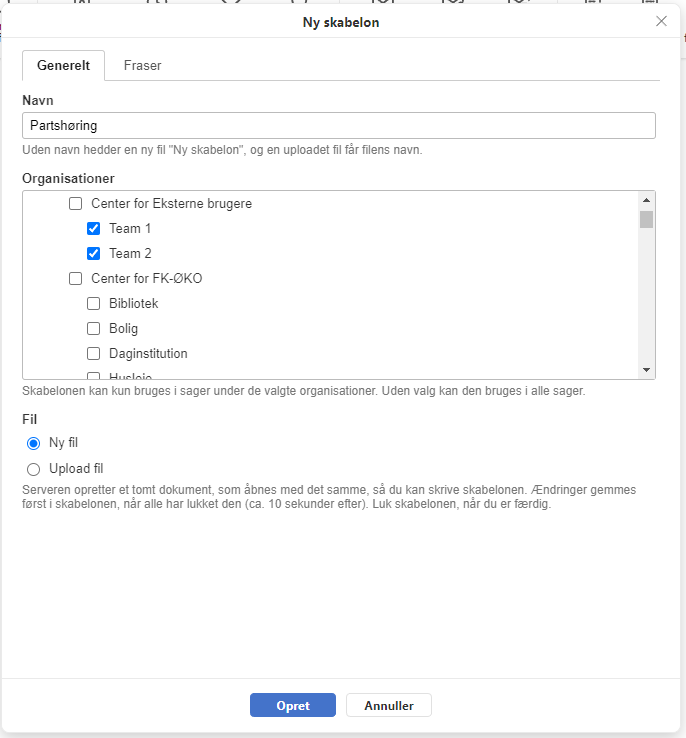 Ny skabelon
Generelt
Fraser
Navn
Partshøring
Uden navn hedder en ny fil "Ny skabelon", og en uploadet fil får filens navn.
Organisationer
Center for Eksterne brugere
Team 1
Team 2
Center for FK-ØKO
Bibliotek
Bolig
Daginstitution
Husleje
Skabelonen kan kun bruges i sager under de valgte organisationer. Uden valg kan den bruges i alle sager.
Fil
Ny fil
Upload fil
Serveren opretter et tomt dokument, som åbnes med det samme, så du kan skrive skabelonen. Ændringer gemmes
først i skabelonen, når alle har lukket den (ca. 10 sekunder efter). Luk skabelonen, når du er færdig.
Opret
Annuller